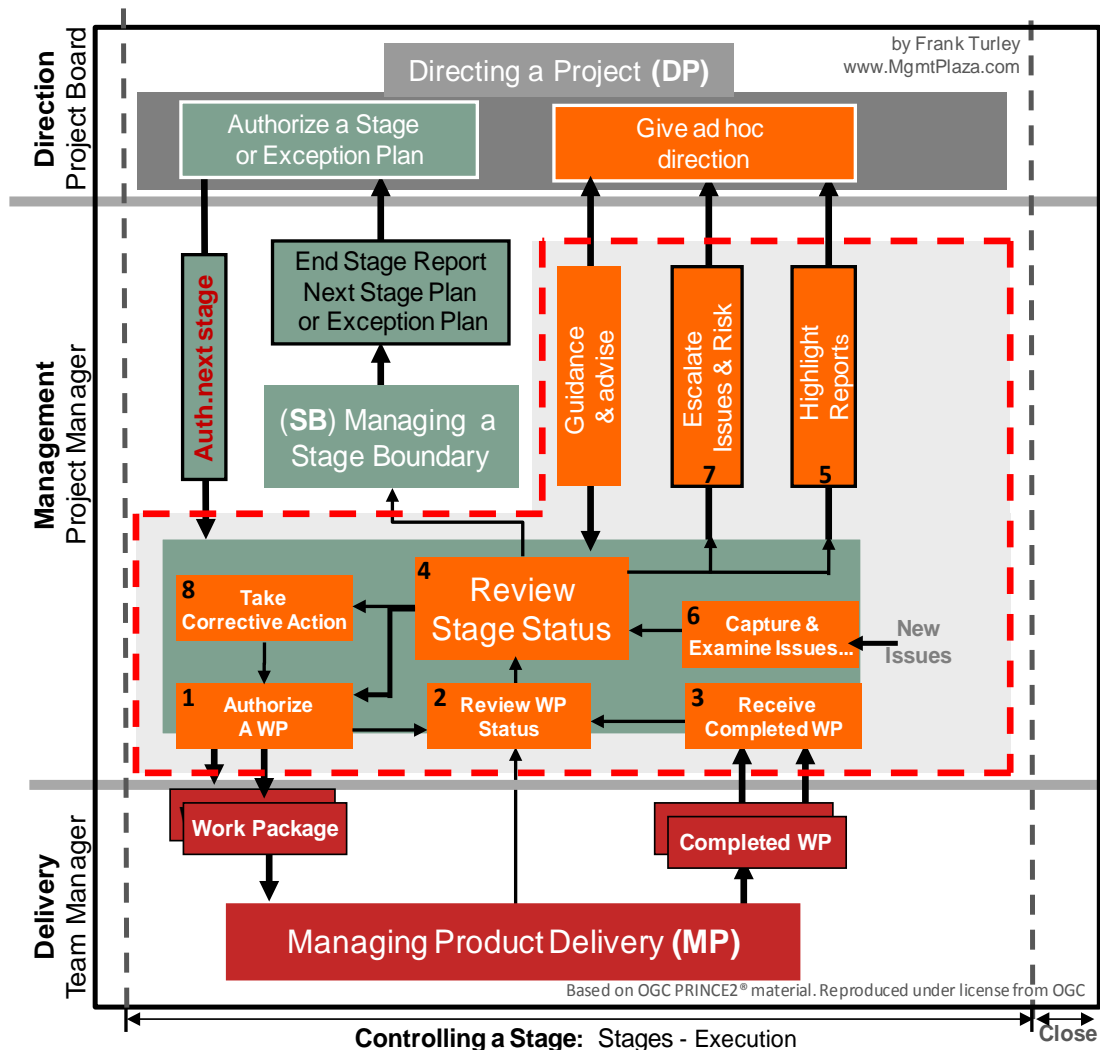 by Frank Turley
www.MgmtPlaza.com
Directing a Project (DP)
Direction
Project Board
Authorize a Stage
or Exception Plan
Give ad hoc
direction
Management
Project Manager
Auth.next stage
End Stage Report
Next Stage Plan
or Exception Plan
(SB) Managing a
Stage Boundary
Guidance
& advise
Escalate
Issues & Risk
7
Highlight
Reports
5
4
Review
Stage Status
8
Take
Corrective Action
6
Capture &
Examine Issues...
New
Issues
1
Authorize
A WP
2
Review WP
Status
3
Receive
Completed WP
Delivery
Team Manager
Work Package
Completed WP
Managing Product Delivery (MP)
Based on OGC PRINCE2® material. Reproduced under license from OGC
Controlling a Stage: Stages - Execution
Close